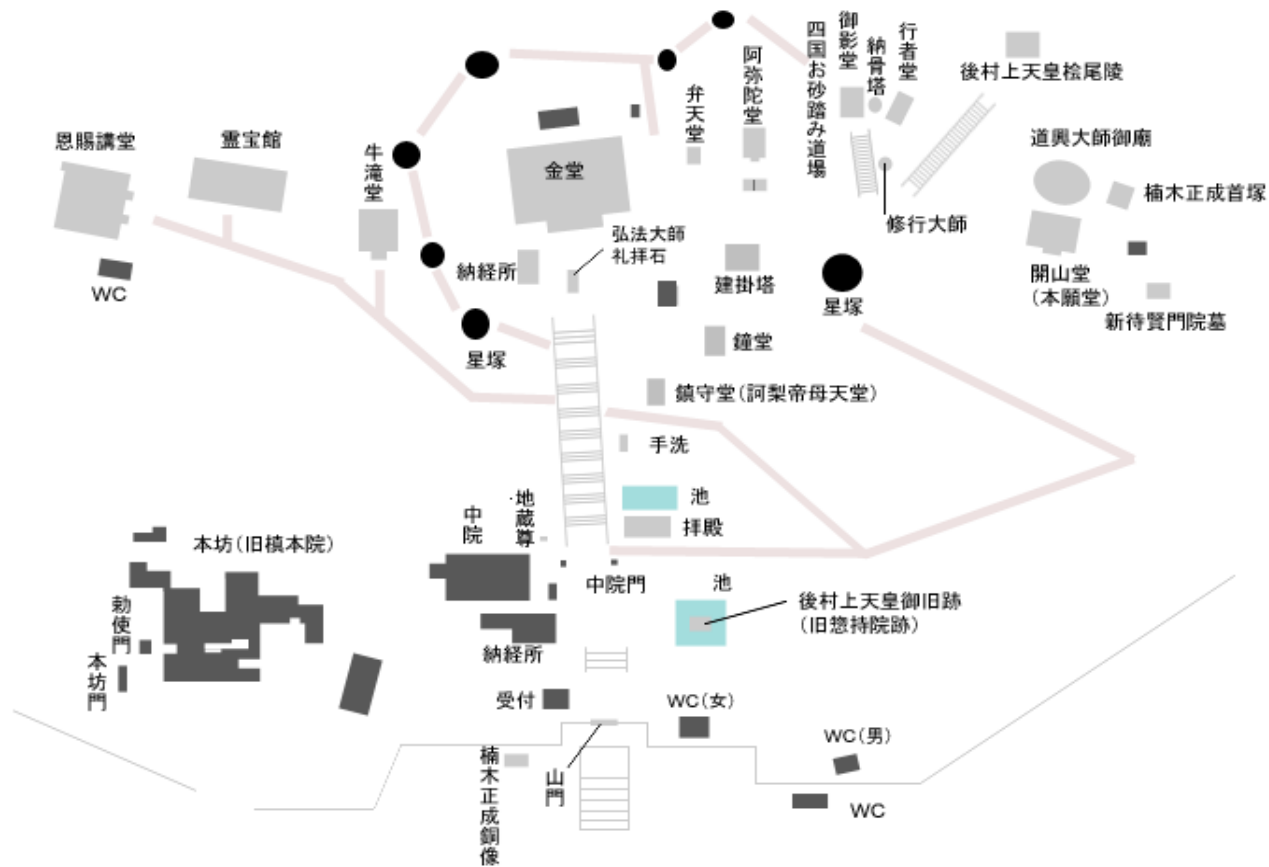 恩賜講堂
霊宝館
牛滝堂
金堂
弁天堂
阿弥陀堂
四国お砂踏み道場
御影堂
納骨塔
行者堂
後村上天皇桧尾陵
道興大師御廟
楠木正成首塚
修行大師
弘法大師
礼拝石
納経所
WC
建掛塔
星塚
開山堂
(本願堂)
新待賢門院墓
鐘堂
星塚
鎮守堂(訶梨帝母天堂)
手洗
池
拝殿
地蔵尊
中院
本坊(旧槙本院)
中院門
池
後村上天皇御旧跡
(旧惣持院跡)
勅使門
本坊門
納経所
受付
WC(女)
WC(男)
楠木正成銅像
山門
WC